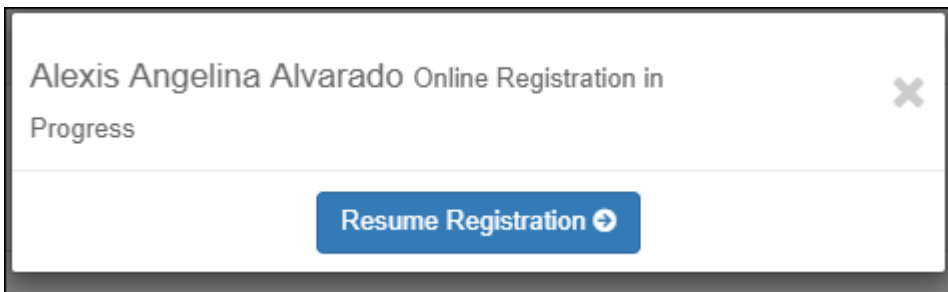 Alexis Angelina Alvarado Online Registration in
Progress
Resume Registration